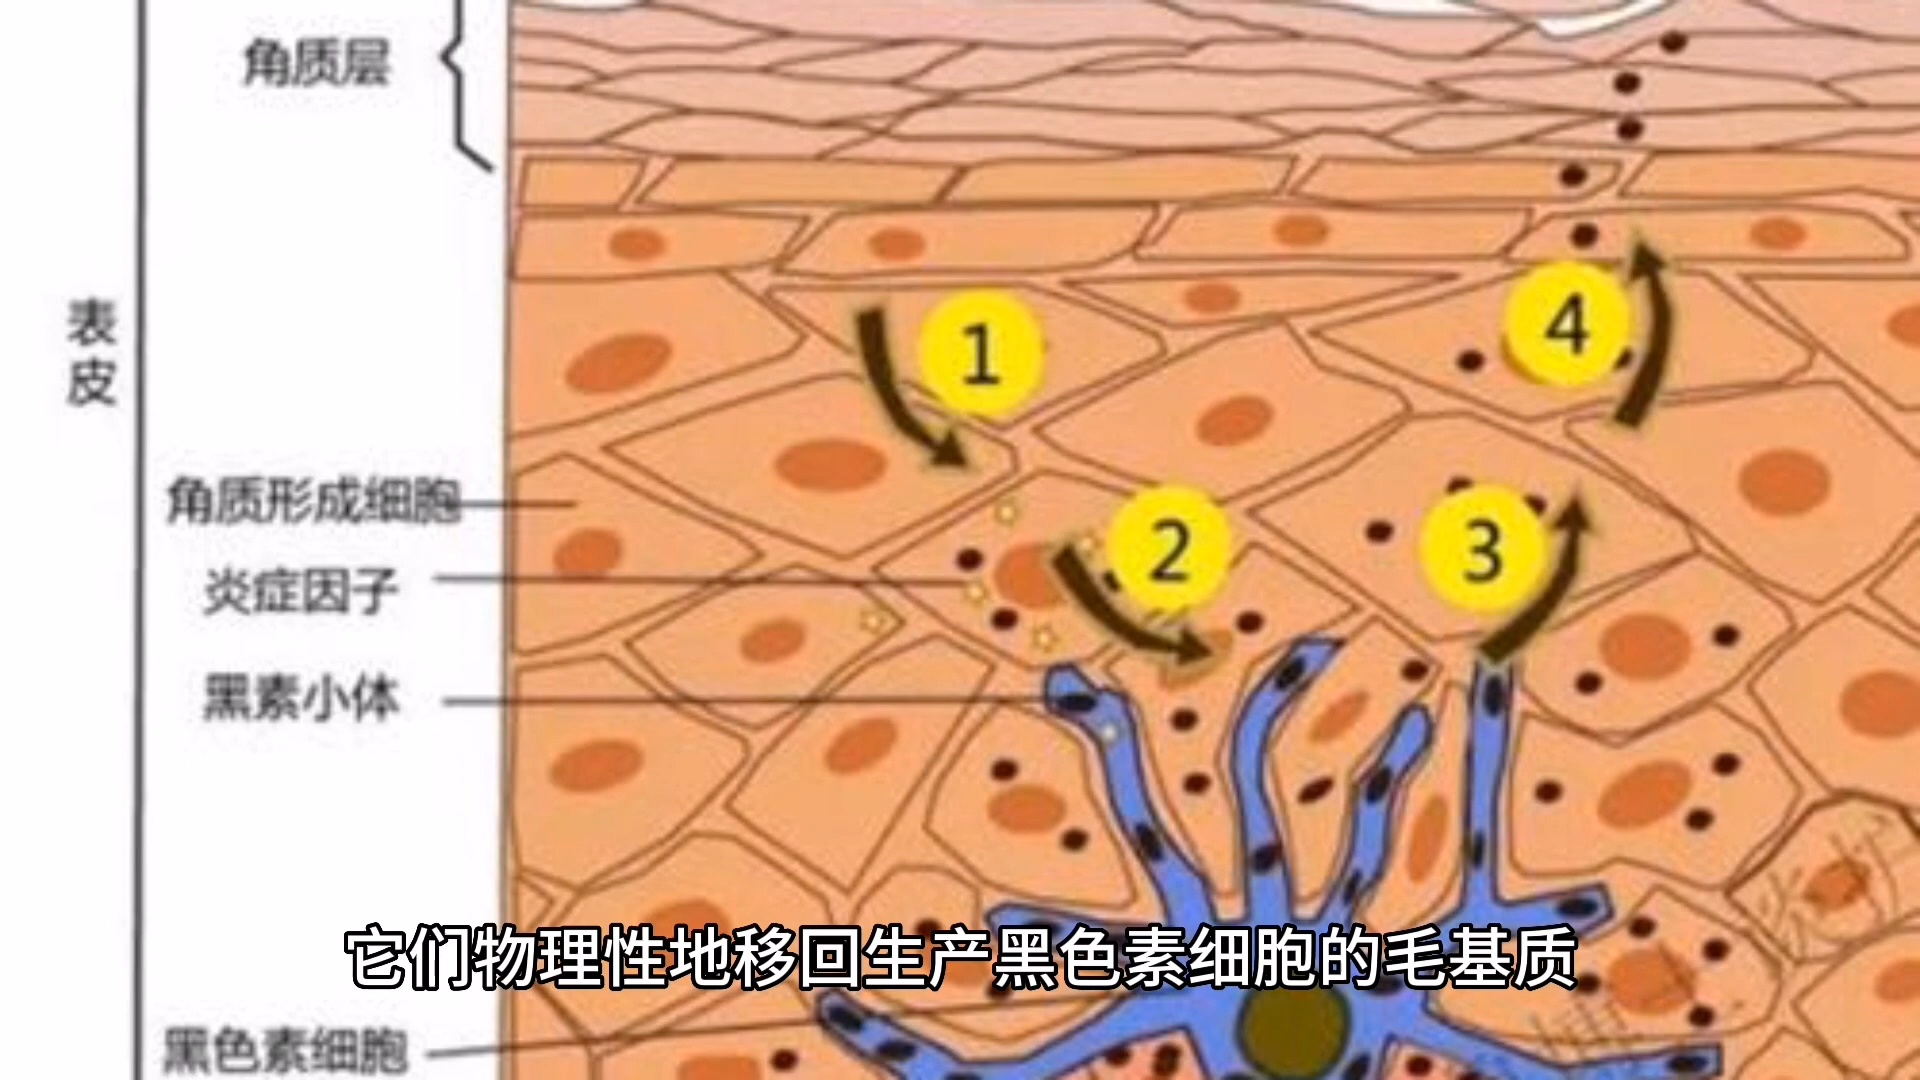 角质层
表皮
角质形成细胞
炎症因子
黑素小体
黑色素细胞
1
2
3
4
它们物理性地移回生产黑色素细胞的毛基质